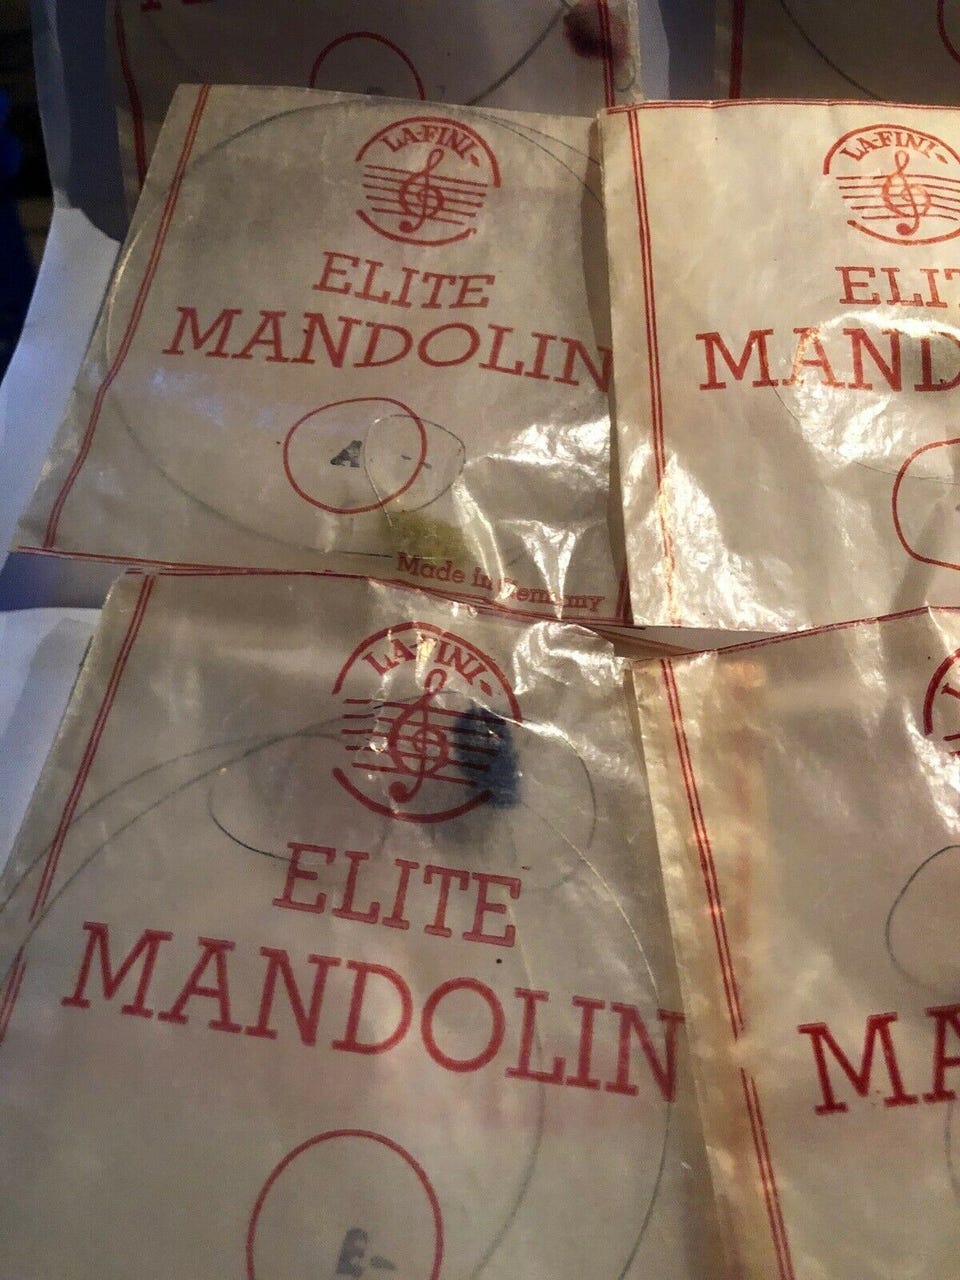 LA-FINI-
ELITE
MANDOLIN
A-
Made in Germany
LA-FINI-
ELIT
MAND
LA-FINI-
ELITE
MANDOLIN
E-
L
MA